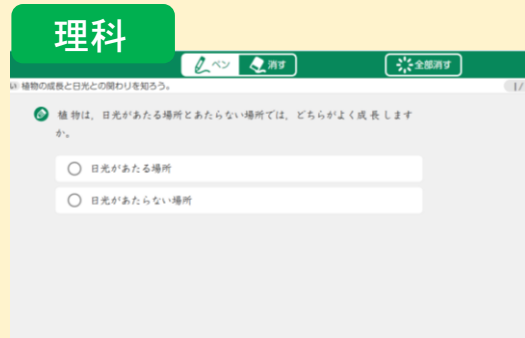 理科
ペン 消す 全部消す
植物の成長と日光との関わりを知ろう。
植物は、日光があたる場所とあたらない場所では、どちらがよく成長します
か。
日光があたる場所
日光があたらない場所